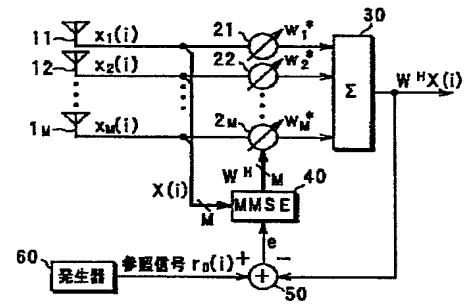 30
11 x₁(i) 21 w₁*
12 x₂(i) 22 w₂*
Σ WᴴX(i)
1M xM(i) 2M wM*
Wᴴ M 40
X(i) M MMSE
e
60 参照信号 r₀(i) + −
発生器 +
50